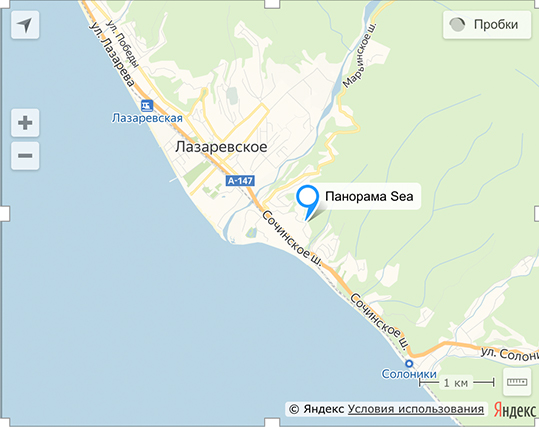 Пробки
ул. Победы
ул. Лазарева
Марьинское ш.
Лазаревская
Лазаревское
А-147
Панорама Sea
Сочинское ш.
Сочинское ш.
ул. Солони
Солоники
1 км
© Яндекс Условия использования
Яндекс